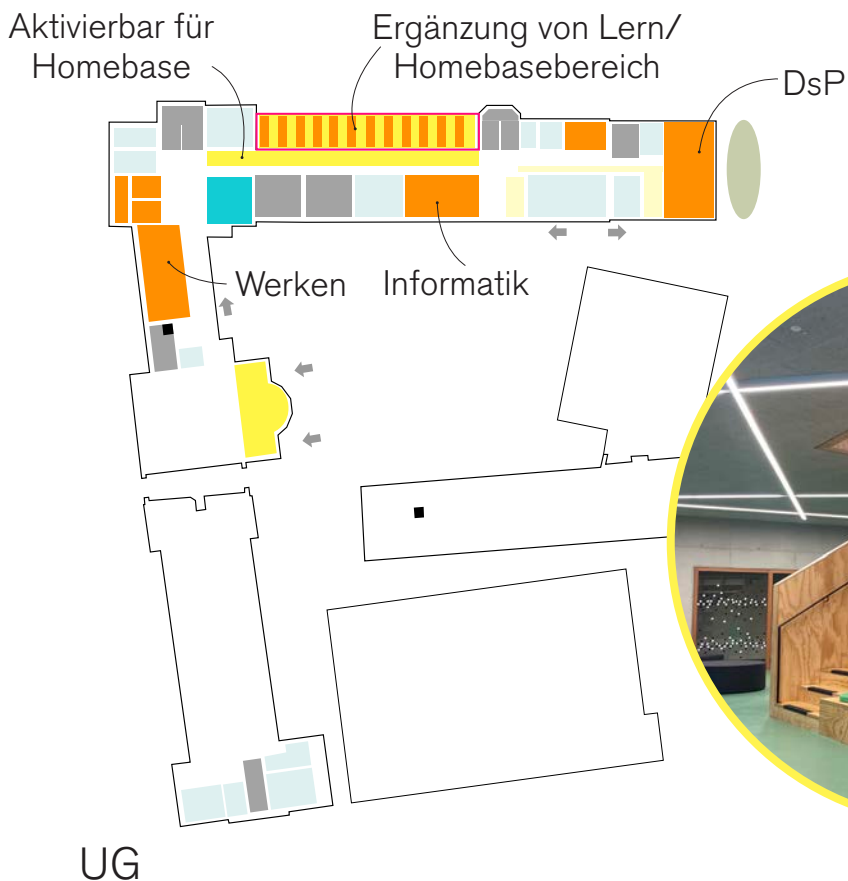 Aktivierbar für
Homebase
Ergänzung von Lern/
Homebasebereich
DsP
Werken
Informatik
UG